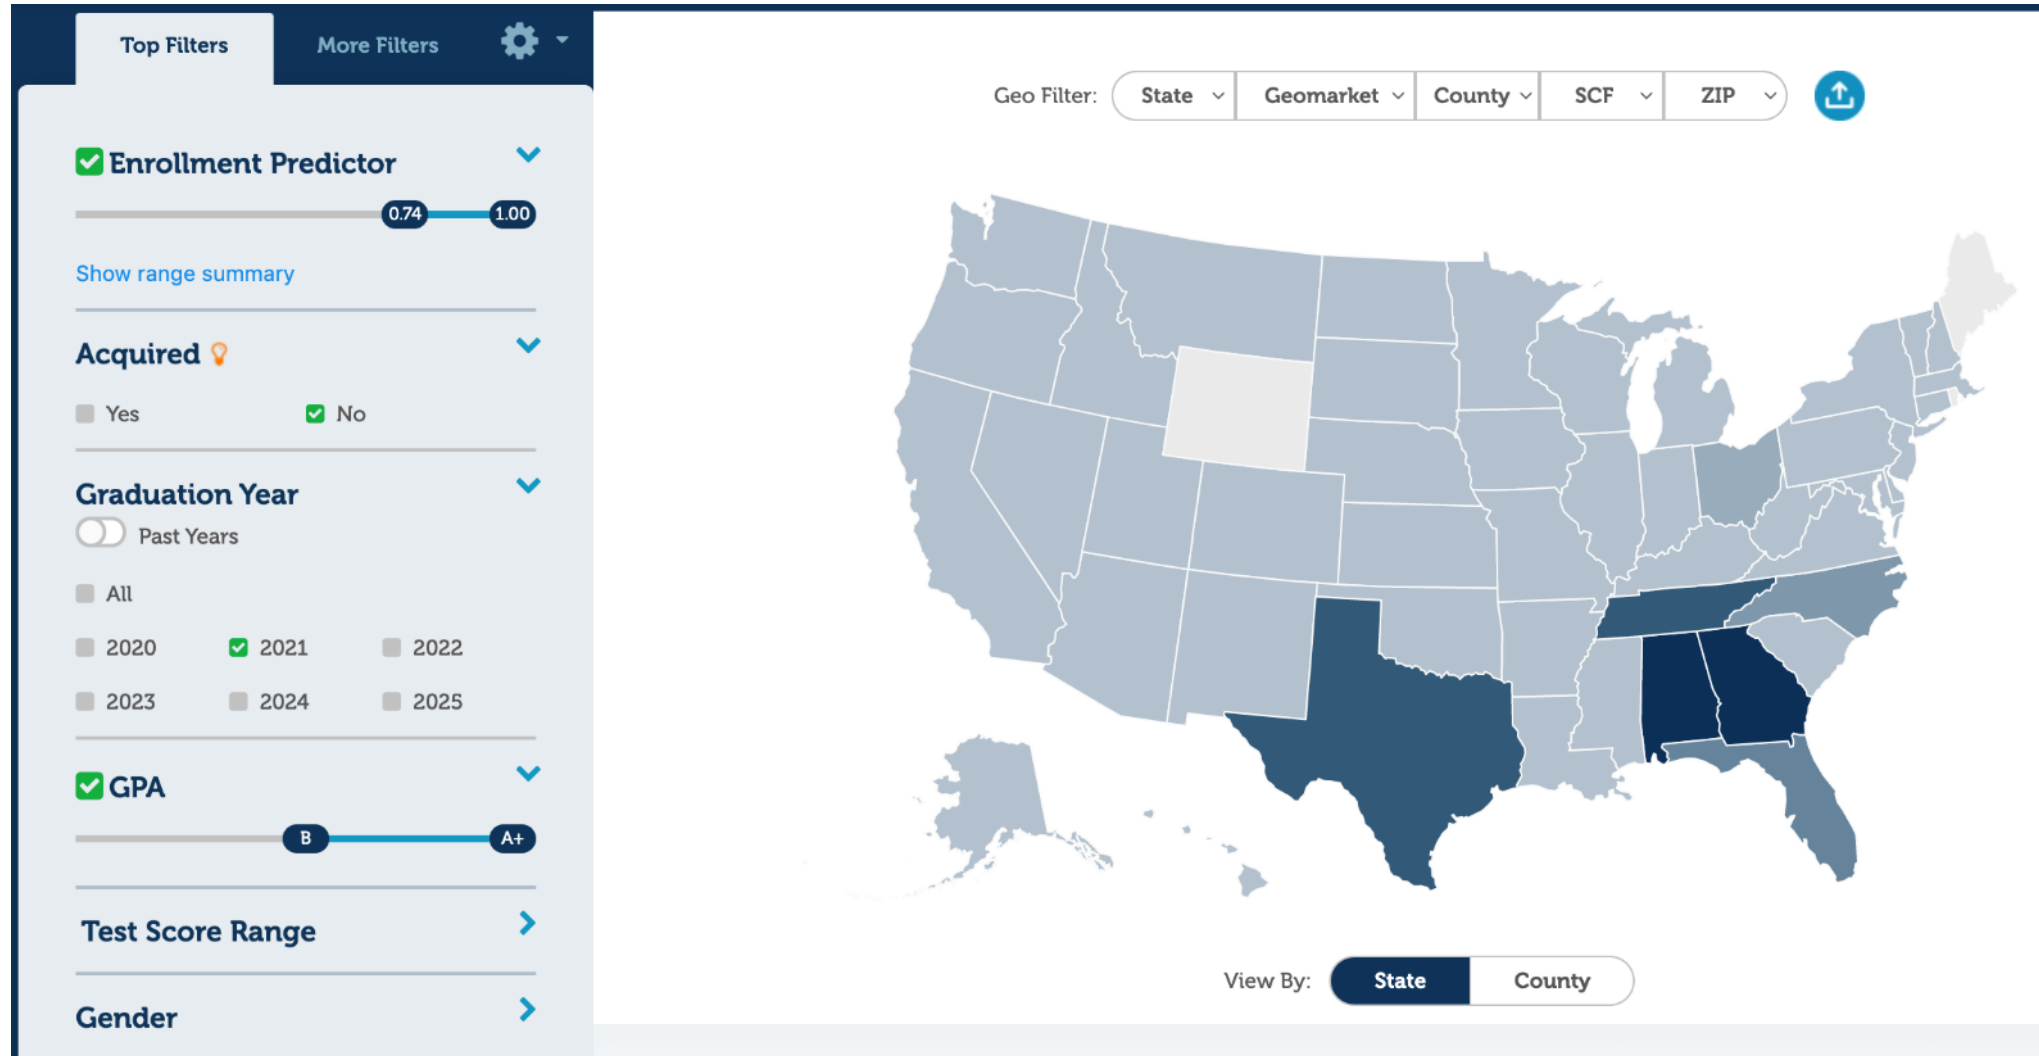 Top Filters
More Filters
Enrollment Predictor
0.74
1.00
Show range summary
Acquired
Yes
No
Graduation Year
Past Years
All
2020
2021
2022
2023
2024
2025
GPA
B
A+
Test Score Range
Gender
Geo Filter:
State
Geomarket
County
SCF
ZIP
View By:
State
County